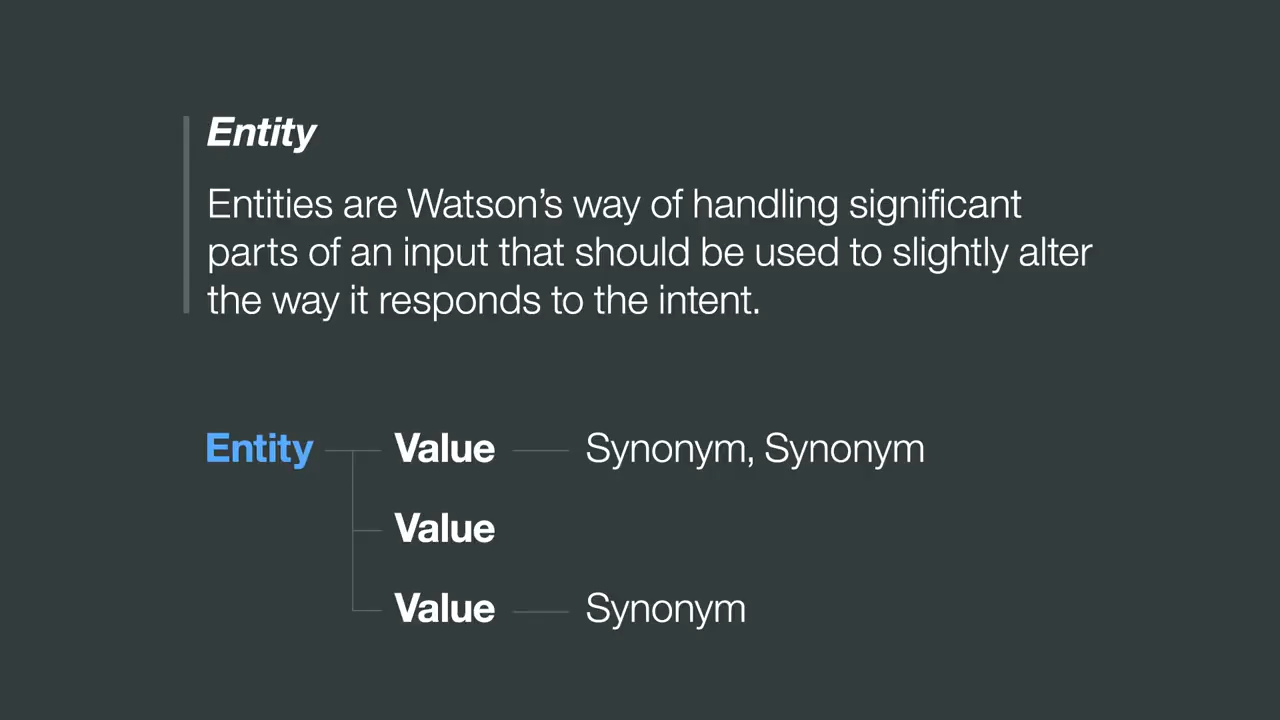 Entity
Entities are Watson’s way of handling significant
parts of an input that should be used to slightly alter
the way it responds to the intent.
Entity Value Synonym, Synonym
Value
Value Synonym